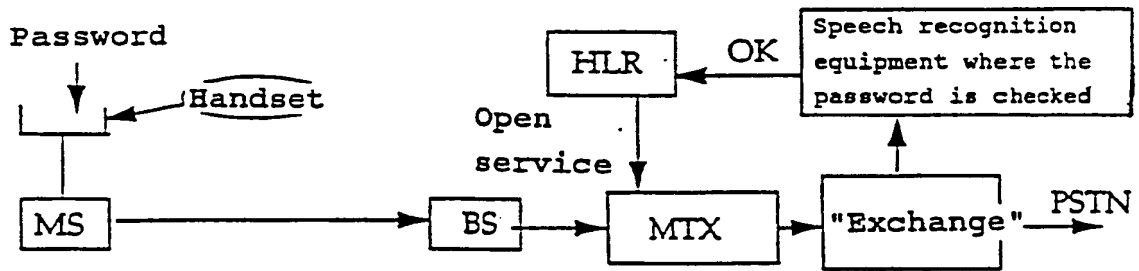 Password
Handset
HLR
OK
Speech recognition
equipment where the
password is checked
Open
service
MS
BS
MTX
"Exchange"
PSTN